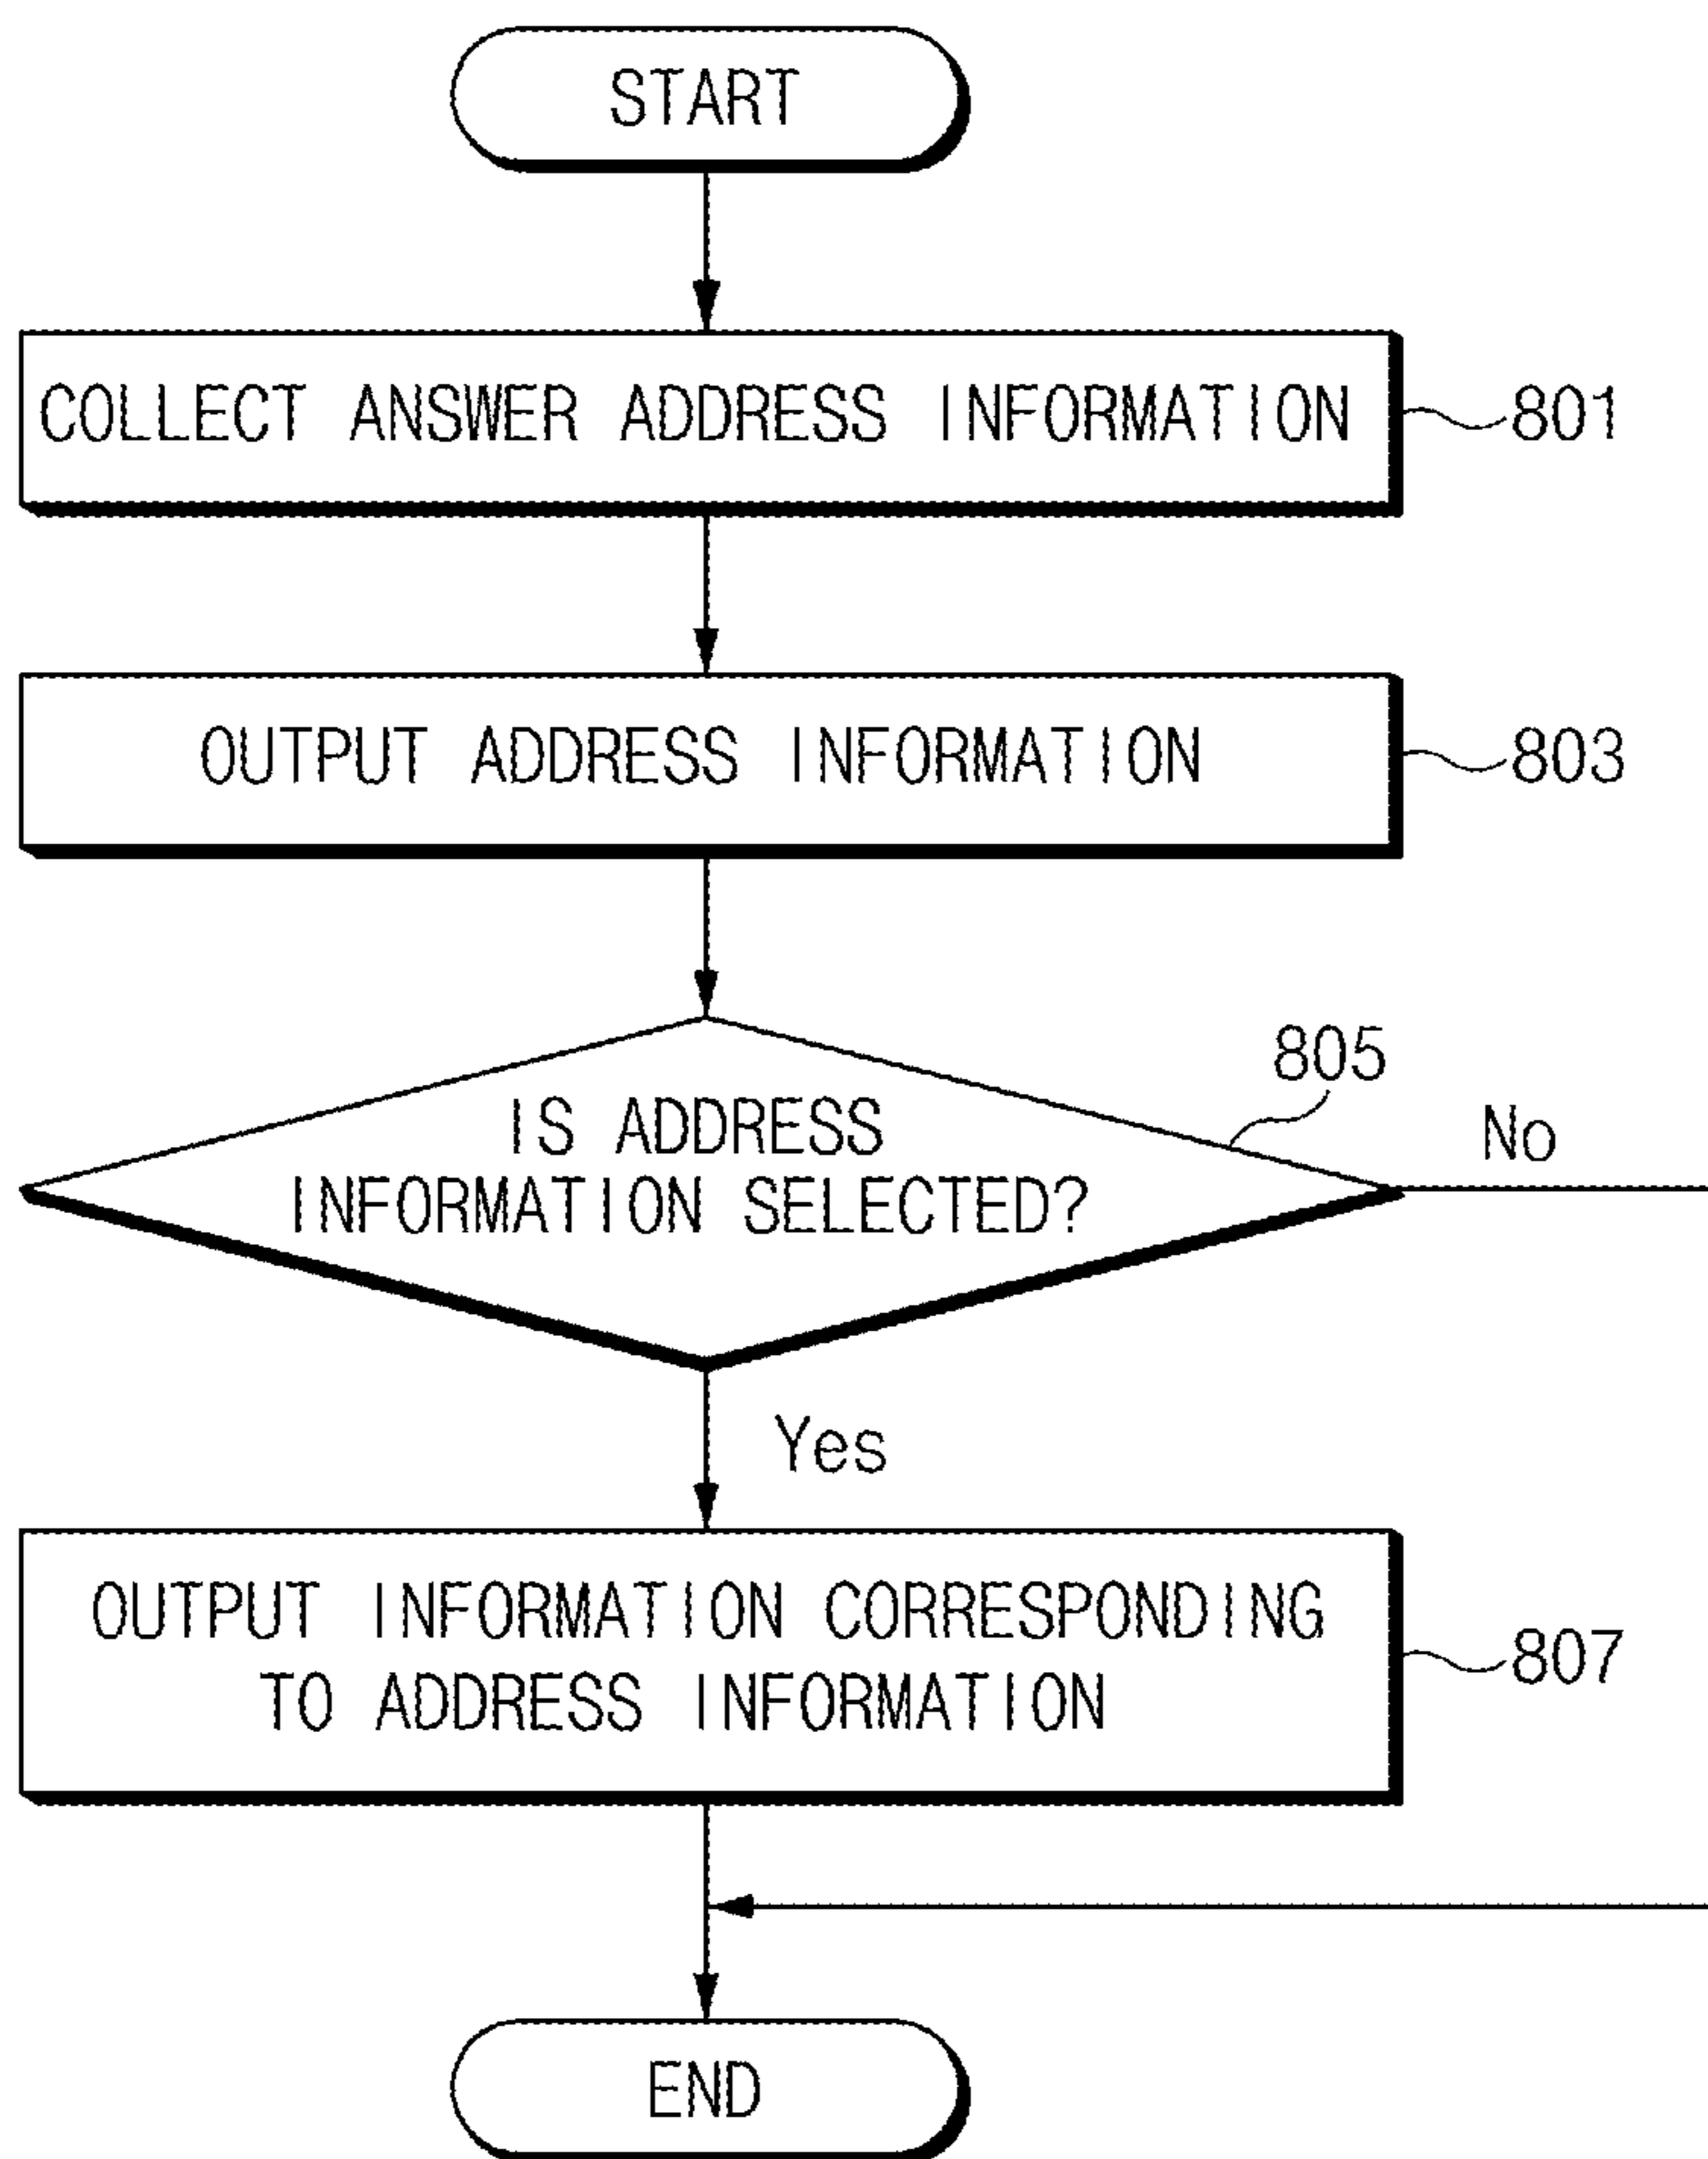 START
COLLECT ANSWER ADDRESS INFORMATION
801
OUTPUT ADDRESS INFORMATION
803
805
IS ADDRESS
INFORMATION SELECTED?
No
Yes
OUTPUT INFORMATION CORRESPONDING
TO ADDRESS INFORMATION
807
END